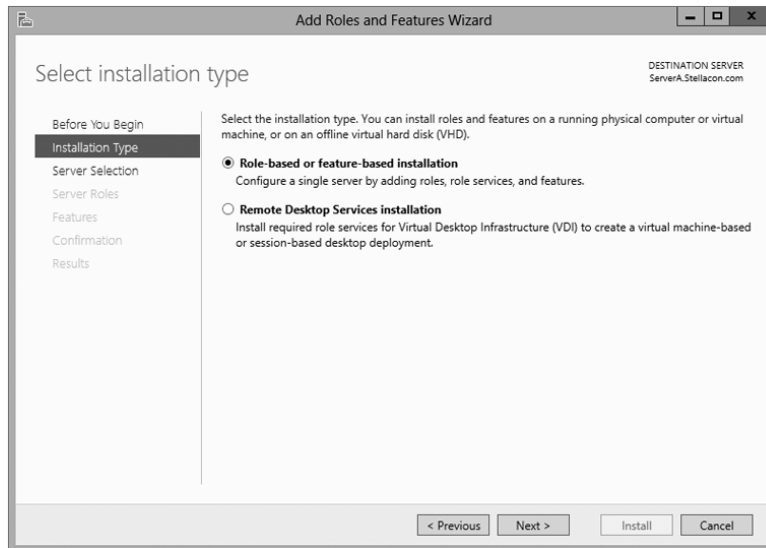 Add Roles and Features Wizard
Select installation type
DESTINATION SERVER
ServerA.Stellacon.com
Before You Begin
Installation Type
Server Selection
Server Roles
Features
Confirmation
Results
Select the installation type. You can install roles and features on a running physical computer or virtual
machine, or on an offline virtual hard disk (VHD).
Role-based or feature-based installation
Configure a single server by adding roles, role services, and features.
Remote Desktop Services installation
Install required role services for Virtual Desktop Infrastructure (VDI) to create a virtual machine-based
or session-based desktop deployment.
< Previous
Next >
Install
Cancel